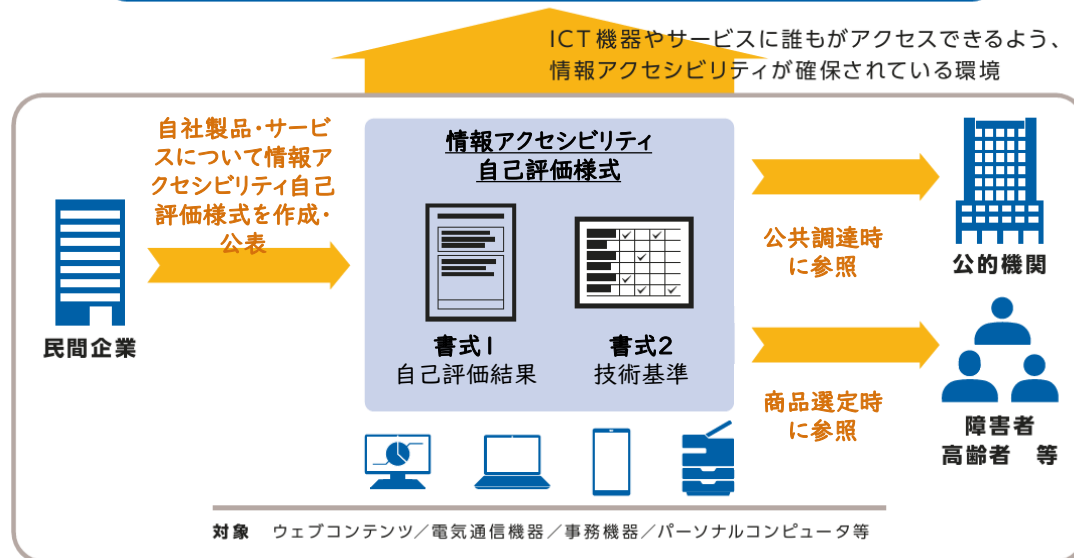 ICT機器やサービスに誰もがアクセスできるよう、
情報アクセシビリティが確保されている環境
自社製品・サービ
スについて情報ア
クセシビリティ自己
評価様式を作成・
公表
民間企業
情報アクセシビリティ
自己評価様式
書式1
自己評価結果
書式2
技術基準
公共調達時
に参照
公的機関
商品選定時
に参照
障害者
高齢者　等
対象　ウェブコンテンツ／電気通信機器／事務機器／パーソナルコンピュータ等